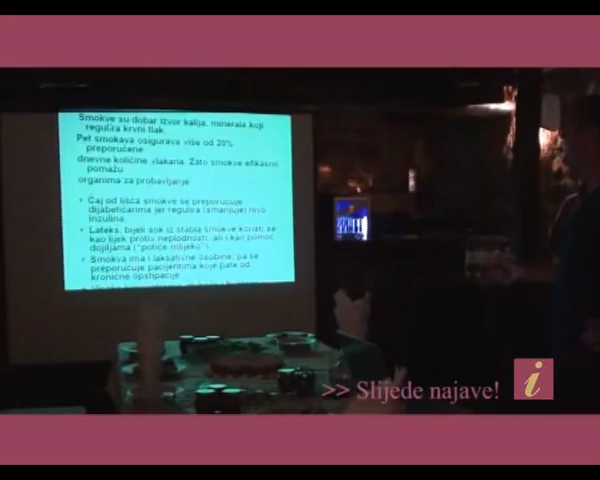 Smokve su dobar izvor kalija, minerala koji
regulira krvni tlak.
Pet smokava osigurava više od 20%
preporučene
dnevne količine vlakana. Zato smokve efikasno
pomažu
organima za probavljanje.
• Čaj od lišća smokve se preporučuje
dijabetičarima jer regulira (smanjuje) nivo
inzulina.
• Lateks, bijeli sok iz stabla smokve koristi se
kao lijek protiv neplodnosti, ali i kao pomoć
dojiljama ("potiče mlijeko").
• Smokva ima i laksativne osobine, pa se
preporučuje pacijentima koje pate od
kronične opstipacije.
>> Slijede najave!
i